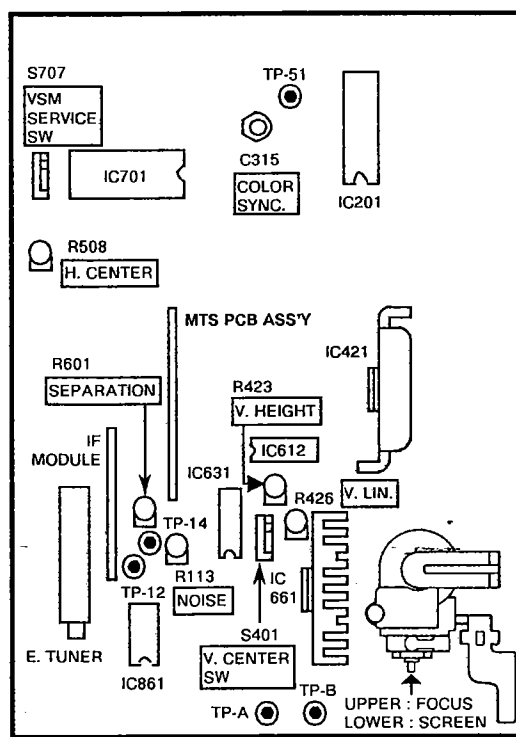 S707
VSM
SERVICE
SW
IC701
TP-51
C315
COLOR
SYNC.
IC201
R508
H. CENTER
MTS PCB ASS'Y
IC421
R601
SEPARATION
R423
V. HEIGHT
IF
MODULE
IC612
IC631
R426
V. LIN.
TP-14
TP-12
R113
NOISE
IC
661
E. TUNER
IC861
S401
V. CENTER
SW
TP-A
TP-B
UPPER : FOCUS
LOWER : SCREEN